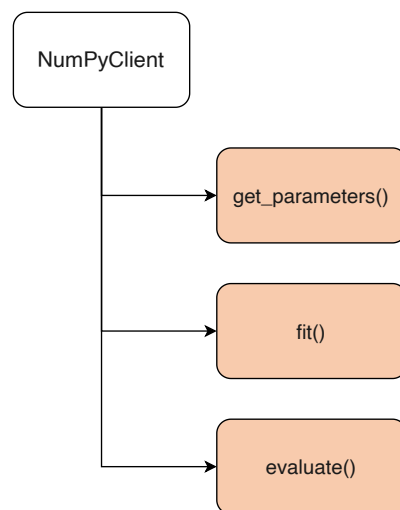 NumPyClient
get_parameters()
fit()
evaluate()